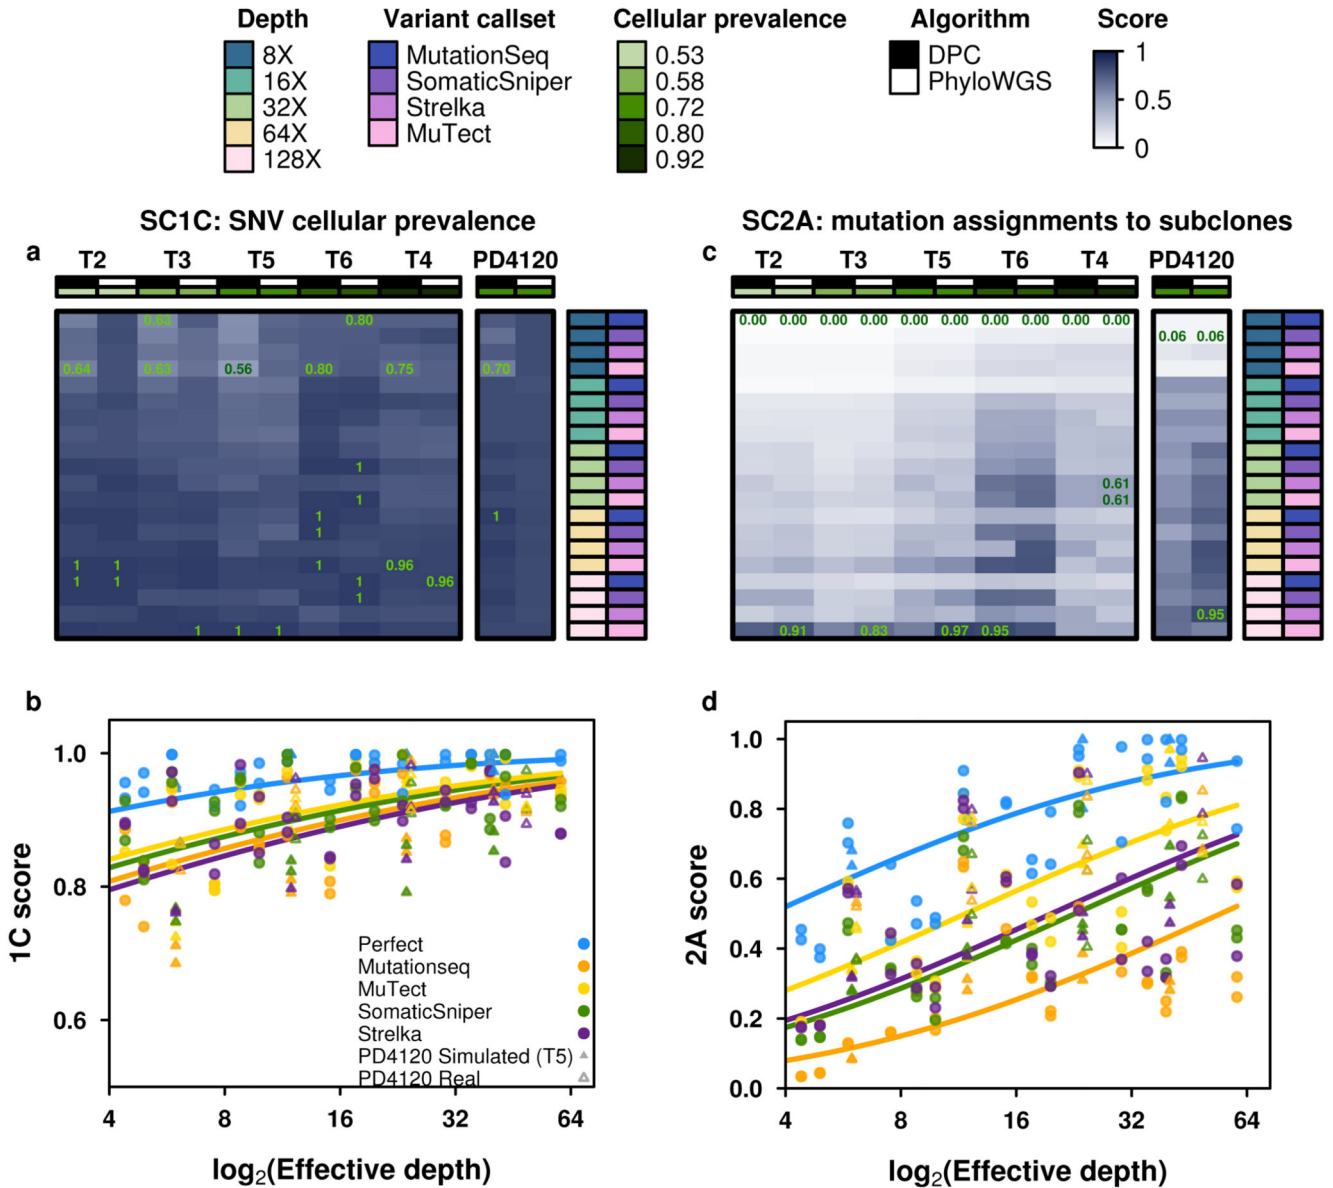 Depth Variant callset Cellular prevalence Algorithm Score
8X MutationSeq 0.53 DPC 1
16X SomaticSniper 0.58 PhyloWGS
32X Strelka 0.72 0.5
64X MuTect 0.80
128X 0.92 0
SC1C: SNV cellular prevalence SC2A: mutation assignments to subclones
a T2 T3 T5 T6 T4 PD4120 c T2 T3 T5 T6 T4 PD4120
0.63 0.80 0.00 0.00 0.00 0.00 0.00 0.00 0.00 0.00 0.00 0.00
0.06 0.06
0.64 0.63 0.56 0.80 0.75 0.70
1
1 0.61
0.61
1 1
1
1 1 1 0.96
1 1 1 0.96
1
0.95
1 1 1 0.91 0.83 0.97 0.95
b d
1.0 1.0
0.8
0.8 0.6
0.4
0.6 0.2
0.0
1C score 2A score
Perfect
Mutationseq
MuTect
SomaticSniper
Strelka
PD4120 Simulated (T5)
PD4120 Real
4 8 16 32 64 4 8 16 32 64
log₂(Effective depth) log₂(Effective depth)